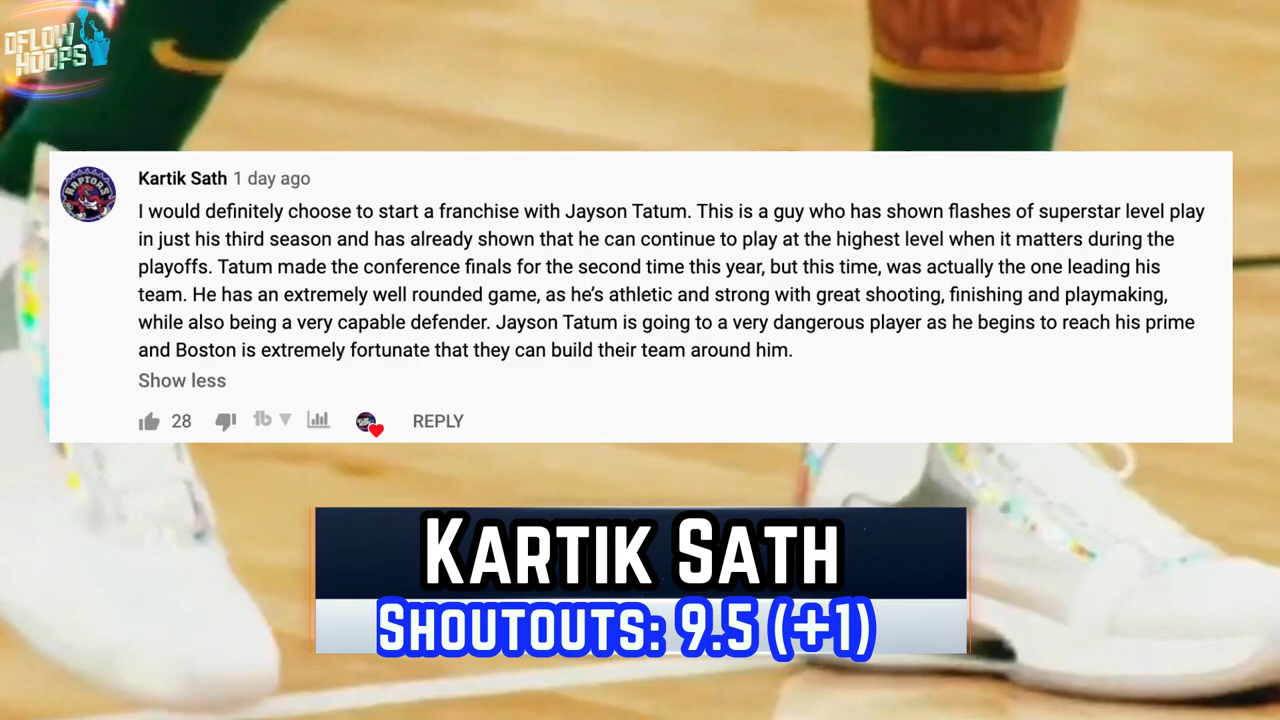 DFLOW
HOOPS
RAPTORS
Kartik Sath 1 day ago
I would definitely choose to start a franchise with Jayson Tatum. This is a guy who has shown flashes of superstar level play
in just his third season and has already shown that he can continue to play at the highest level when it matters during the
playoffs. Tatum made the conference finals for the second time this year, but this time, was actually the one leading his
team. He has an extremely well rounded game, as he’s athletic and strong with great shooting, finishing and playmaking,
while also being a very capable defender. Jayson Tatum is going to a very dangerous player as he begins to reach his prime
and Boston is extremely fortunate that they can build their team around him.
Show less
28 tb REPLY
Kartik Sath
Shoutouts: 9.5 (+1)